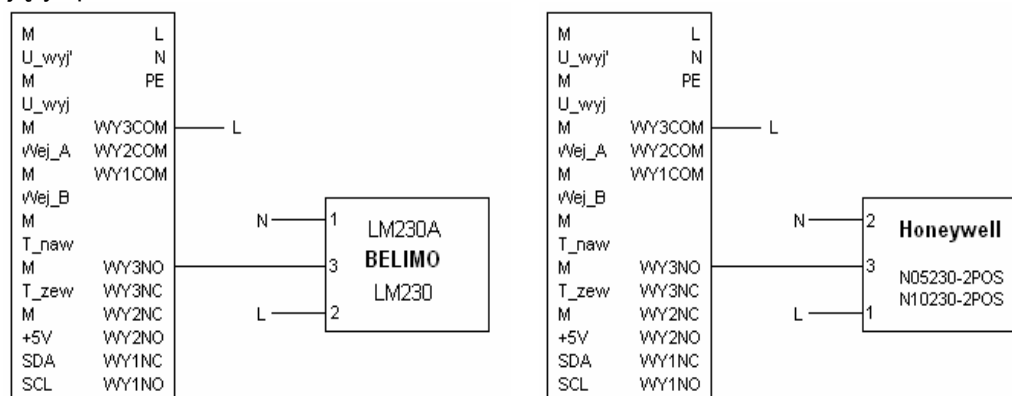 M L
U_wyj' N
M PE
U_wyj
M WY3COM L
Wej_A WY2COM
M WY1COM
Wej_B
M
T_naw
M WY3NO
T_zew WY3NC
M WY2NC
+5V WY2NO
SDA WY1NC
SCL WY1NO
N 1 LM230A
BELIMO
3
LM230
L 2
M L
U_wyj' N
M PE
U_wyj
M WY3COM L
Wej_A WY2COM
M WY1COM
Wej_B
M
T_naw
M WY3NO
T_zew WY3NC
M WY2NC
+5V WY2NO
SDA WY1NC
SCL WY1NO
N 2 Honeywell
3 N05230-2POS
N10230-2POS
L 1